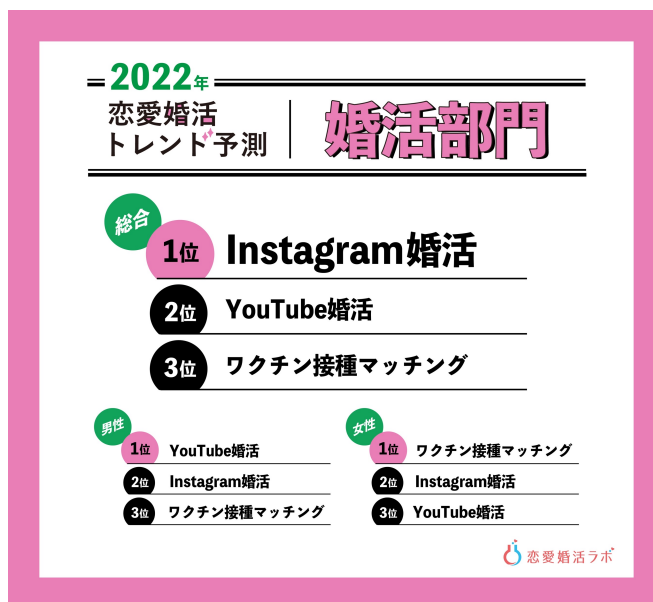 2022年
恋愛婚活
トレンド予測
婚活部門
総合
1位 Instagram婚活
2位 YouTube婚活
3位 ワクチン接種マッチング
男性
1位 YouTube婚活
2位 Instagram婚活
3位 ワクチン接種マッチング
女性
1位 ワクチン接種マッチング
2位 Instagram婚活
3位 YouTube婚活
恋愛婚活ラボ